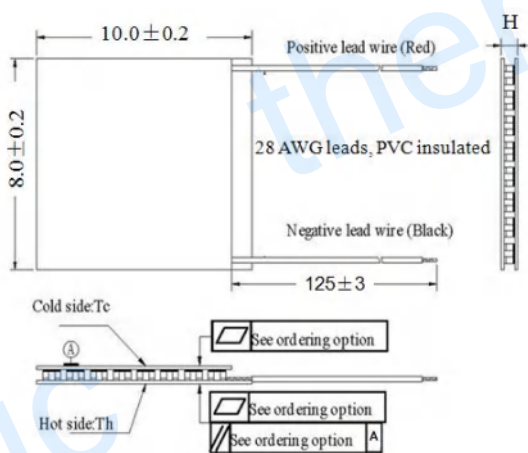 10.0±0.2
H
Positive lead wire (Red)
8.0±0.2
28 AWG leads, PVC insulated
Negative lead wire (Black)
125±3
Cold side:Tc
See ordering option
A
Hot side:Th
See ordering option
See ordering option A